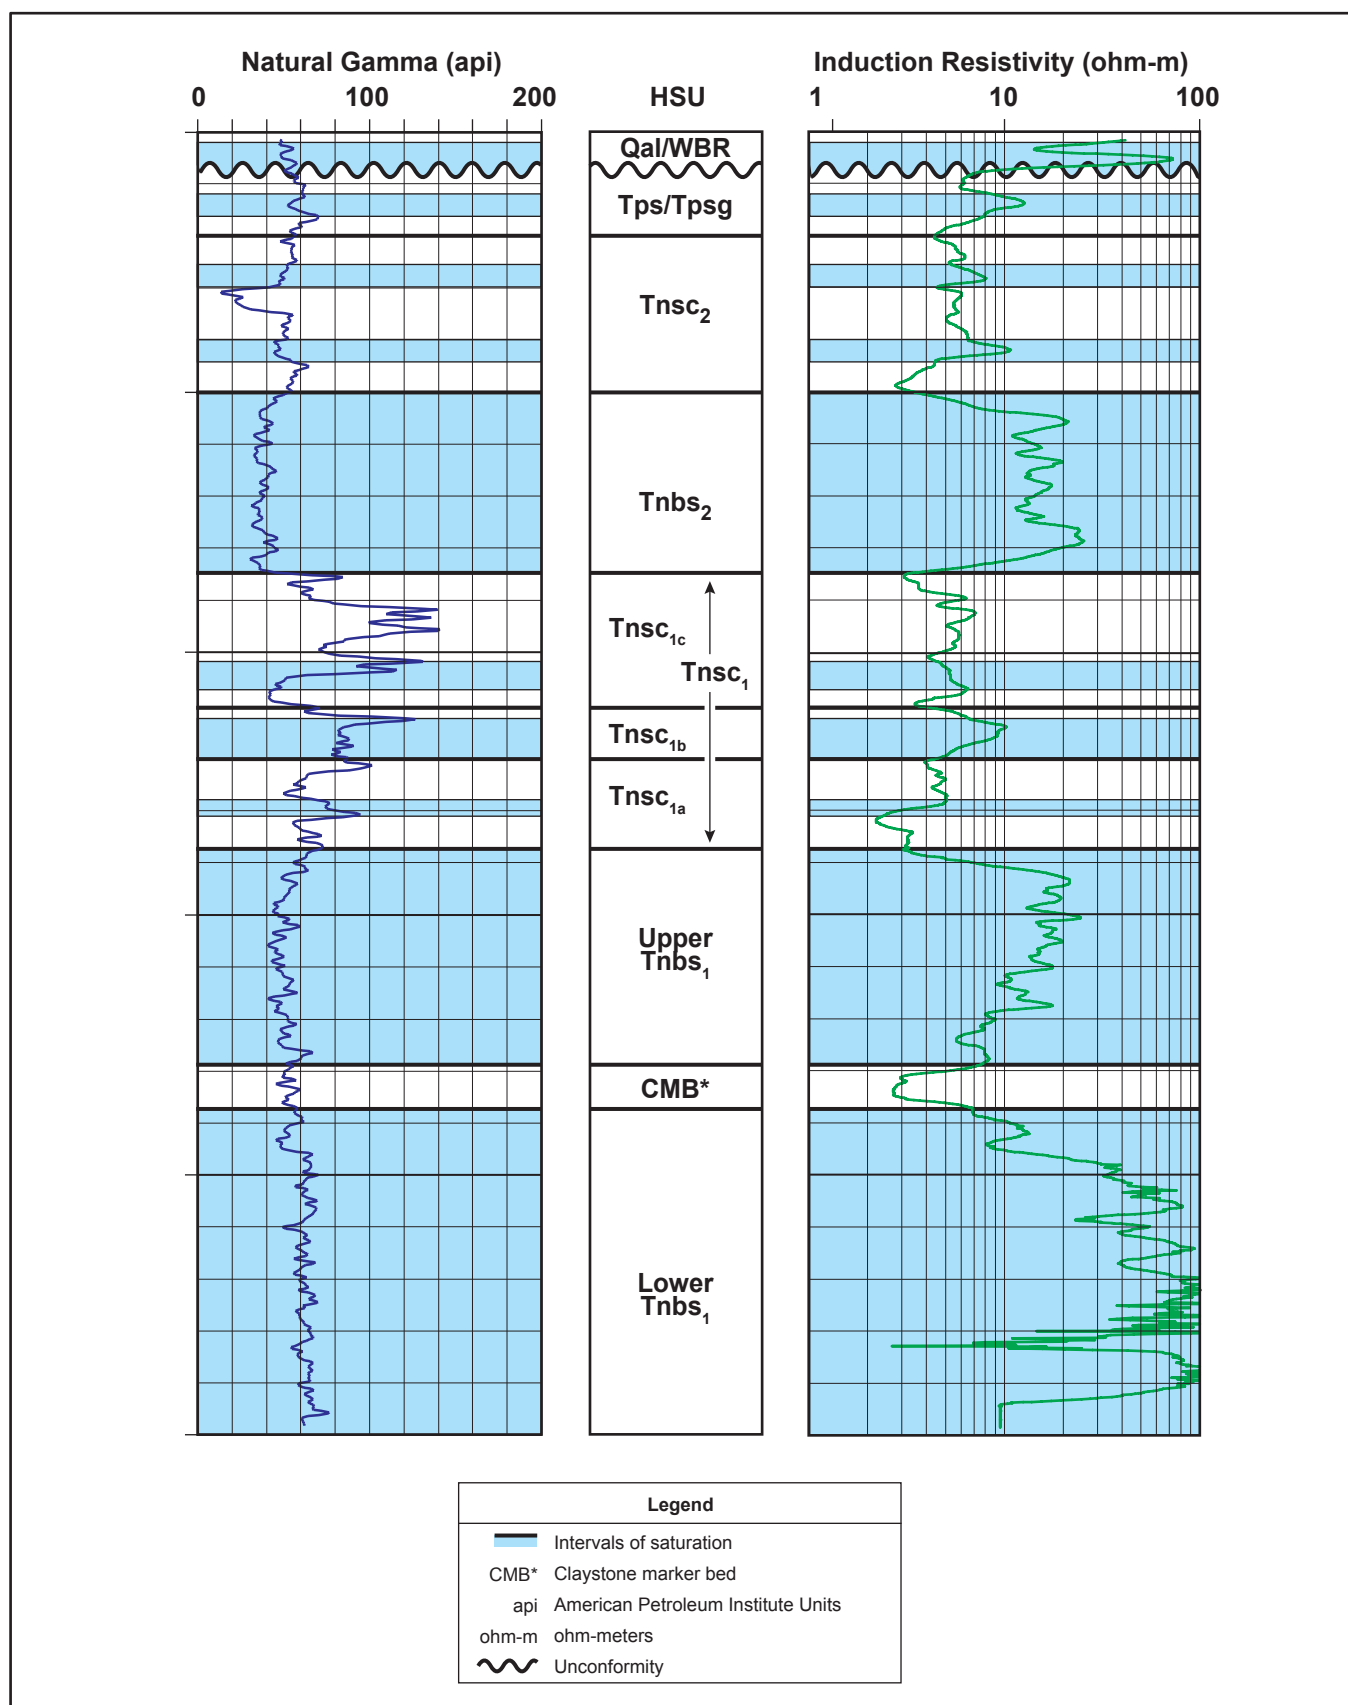 Natural Gamma (api)
Induction Resistivity (ohm-m)
0 100 200
HSU
1 10 100
Qal/WBR
Tps/Tpsg
Tnsc2
Tnbs2
Tnsc1c
Tnsc1
Tnsc1b
Tnsc1a
Upper
Tnbs1
CMB*
Lower
Tnbs1
Legend
Intervals of saturation
CMB* Claystone marker bed
api American Petroleum Institute Units
ohm-m ohm-meters
Unconformity